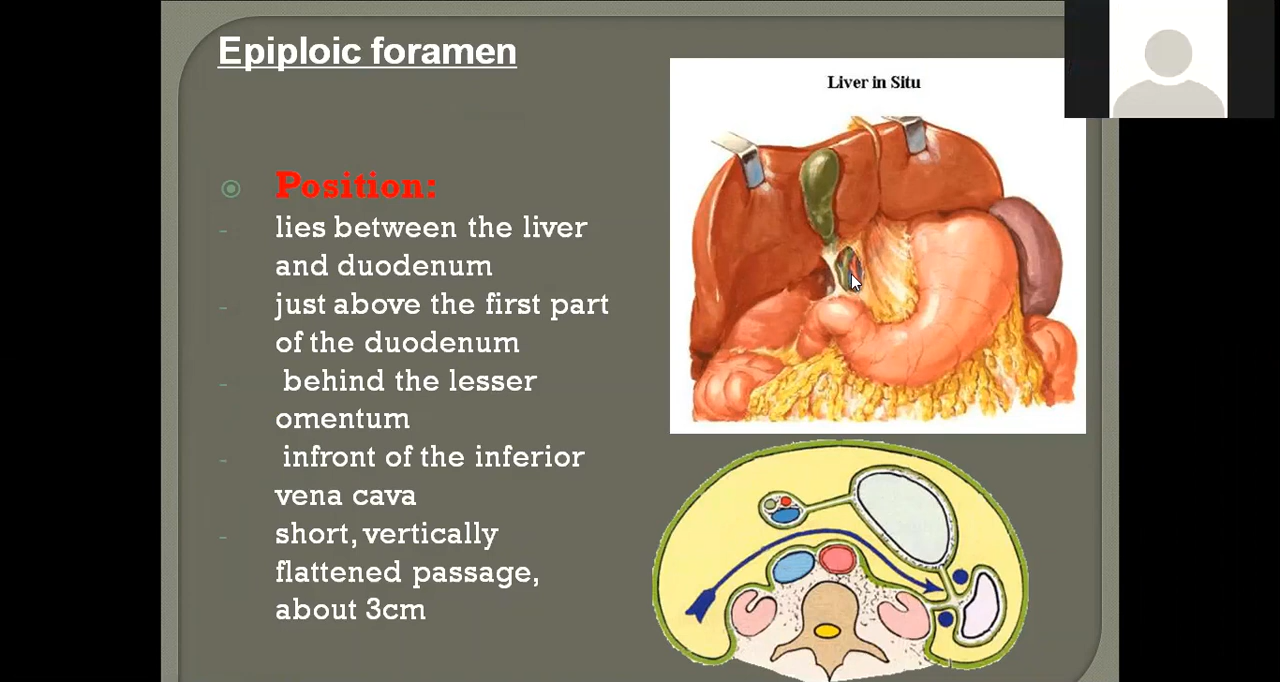 Epiploic foramen
Liver in Situ
Position:
- lies between the liver
and duodenum
- just above the first part
of the duodenum
- behind the lesser
omentum
- infront of the inferior
vena cava
- short, vertically
flattened passage,
about 3cm